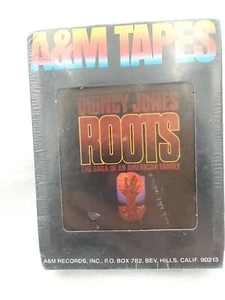 A&M TAPES
QUINCY JONES
ROOTS
THE SAGA OF AN AMERICAN FAMILY
A&M RECORDS, INC., P.O. BOX 782, BEV. HILLS, CALIF. 90213